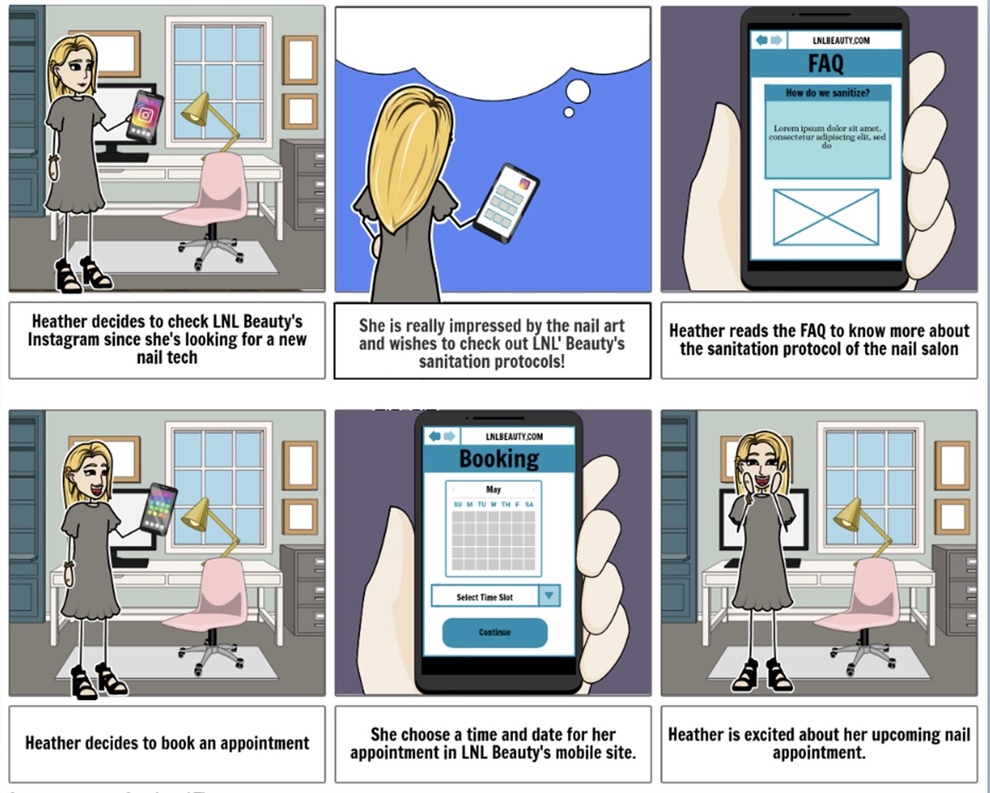 LNLBEAUTY.COM
FAQ
How do we sanitize?
Lorem ipsum dolor sit amet,
consectetur adipiscing elit, sed
do
Heather decides to check LNL Beauty's
Instagram since she's looking for a new
nail tech
She is really impressed by the nail art
and wishes to check out LNL' Beauty's
sanitation protocols!
Heather reads the FAQ to know more about
the sanitation protocol of the nail salon
LNLBEAUTY.COM
Booking
May
SU M TU W TH F SA
Select Time Slot
Continue
Heather decides to book an appointment
She choose a time and date for her
appointment in LNL Beauty's mobile site.
Heather is excited about her upcoming nail
appointment.